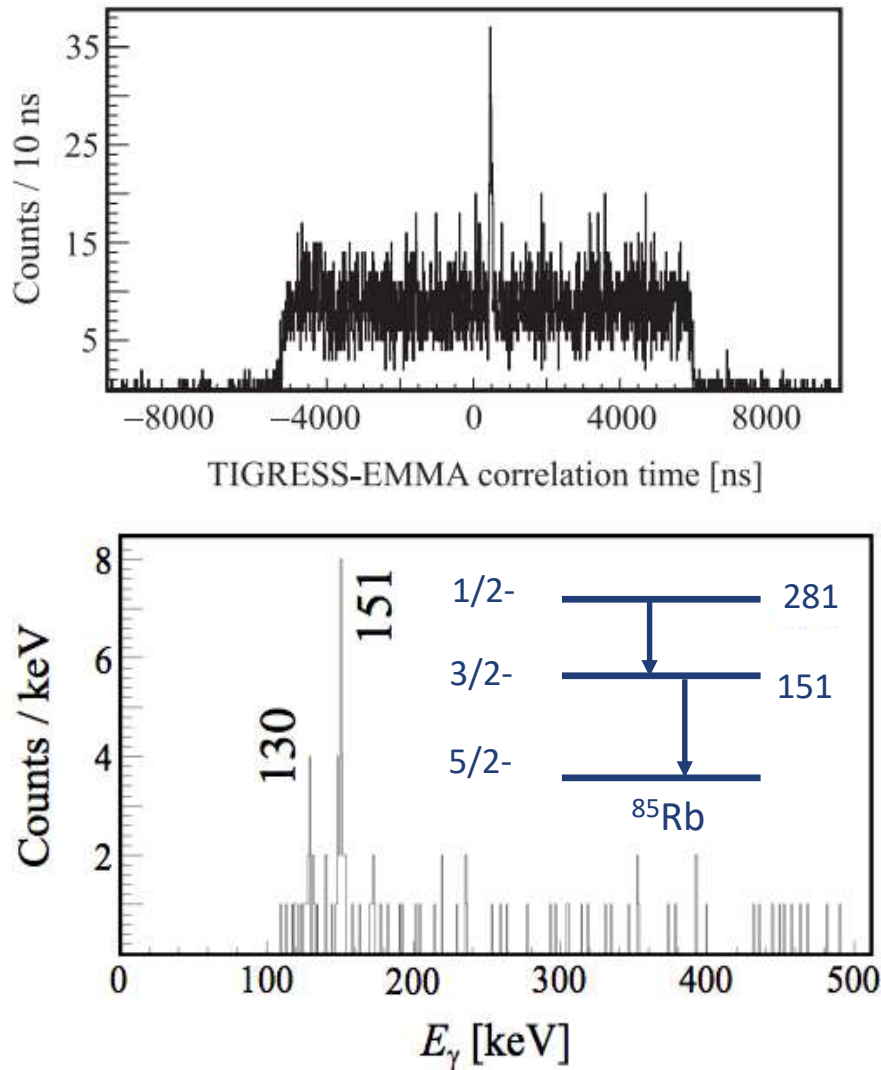 35
25
15
5
Counts / 10 ns
−8000 −4000 0 4000 8000
TIGRESS-EMMA correlation time [ns]
8
6
4
2
Counts / keV
130
151
1/2- 281
3/2- 151
5/2-
⁸⁵Rb
0 100 200 300 400 500
Eγ [keV]